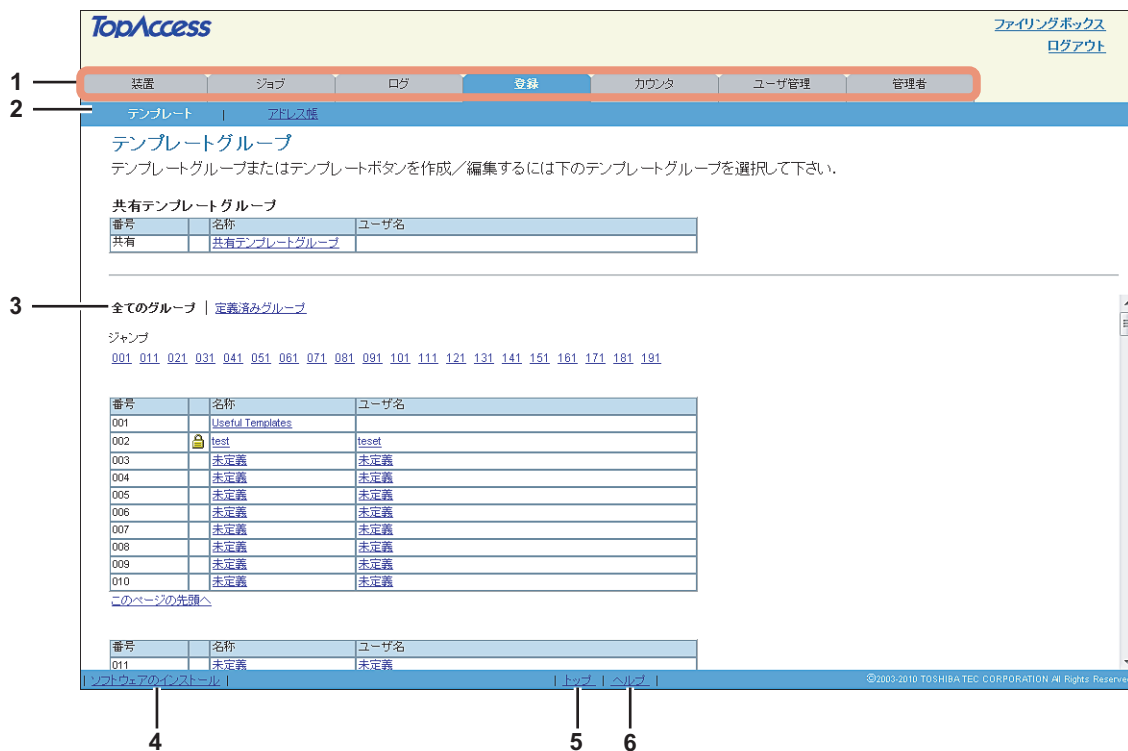 TopAccess
ファイリングボックス
ログアウト
1
装置 ジョブ ログ 登録 カウンタ ユーザ管理 管理者
2
テンプレート | アドレス帳
テンプレートグループ
テンプレートグループまたはテンプレートボタンを作成／編集するには下のテンプレートグループを選択して下さい.
共有テンプレートグループ
番号 名称 ユーザ名
共有 共有テンプレートグループ
3
全てのグループ | 定義済みグループ
ジャンプ
001 011 021 031 041 051 061 071 081 091 101 111 121 131 141 151 161 171 181 191
番号 名称 ユーザ名
001 Useful Templates
002 test teset
003 未定義 未定義
004 未定義 未定義
005 未定義 未定義
006 未定義 未定義
007 未定義 未定義
008 未定義 未定義
009 未定義 未定義
010 未定義 未定義
このページの先頭へ
番号 名称 ユーザ名
011 未定義 未定義
| ソフトウェアのインストール | | トップ | ヘルプ | ©2003-2010 TOSHIBA TEC CORPORATION All Rights Reserve
4 5 6